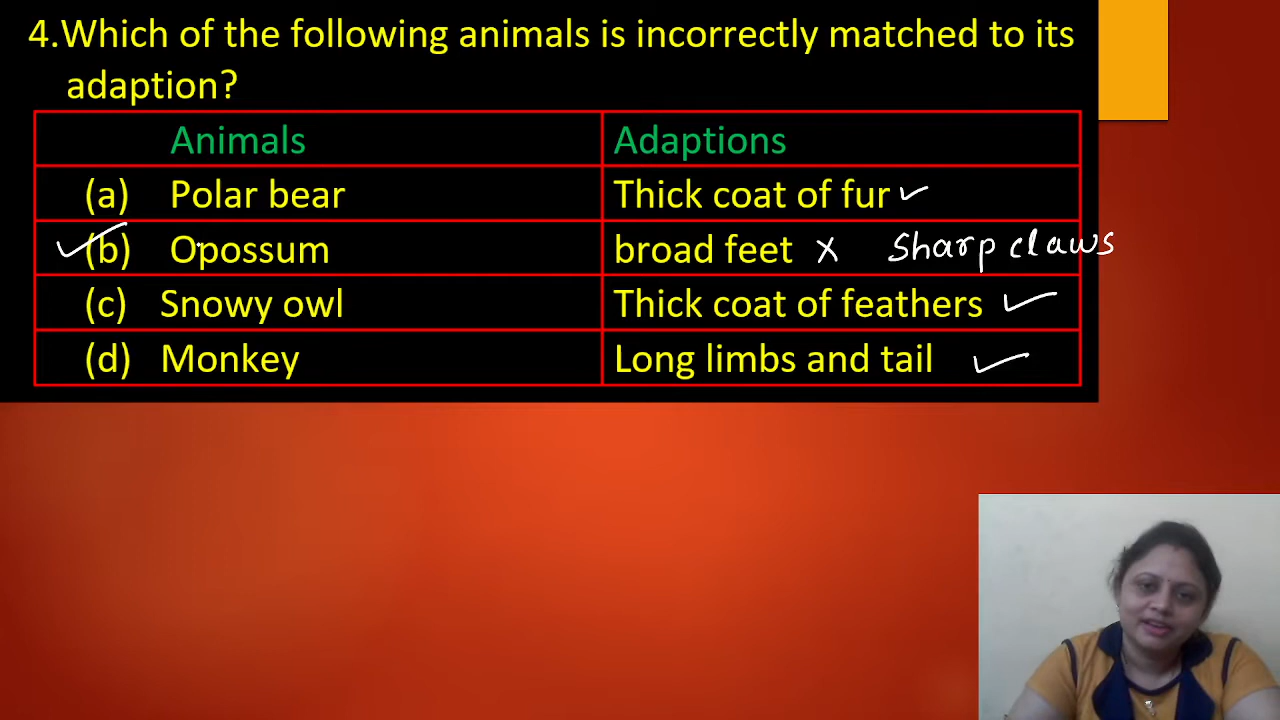 4.Which of the following animals is incorrectly matched to its
adaption?
Animals Adaptions
(a) Polar bear Thick coat of fur
(b) Opossum broad feet x Sharp claws
(c) Snowy owl Thick coat of feathers
(d) Monkey Long limbs and tail